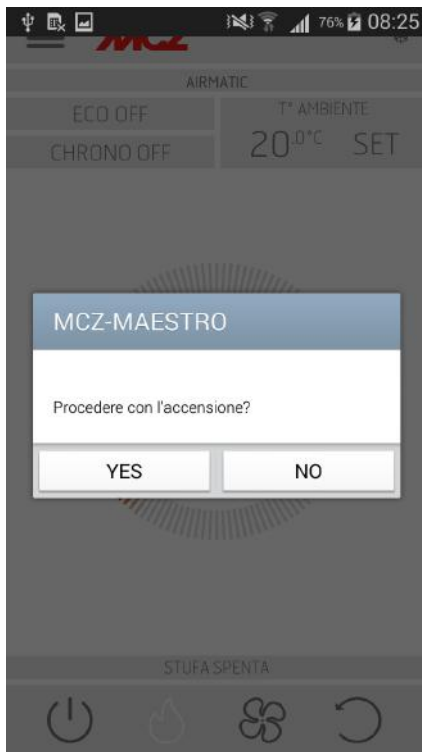 76% 08:25
MCZ
AIRMATIC
ECO OFF
T° AMBIENTE
CHRONO OFF
20.0°C SET
MCZ-MAESTRO
Procedere con l'accensione?
YES NO
STUFA SPENTA